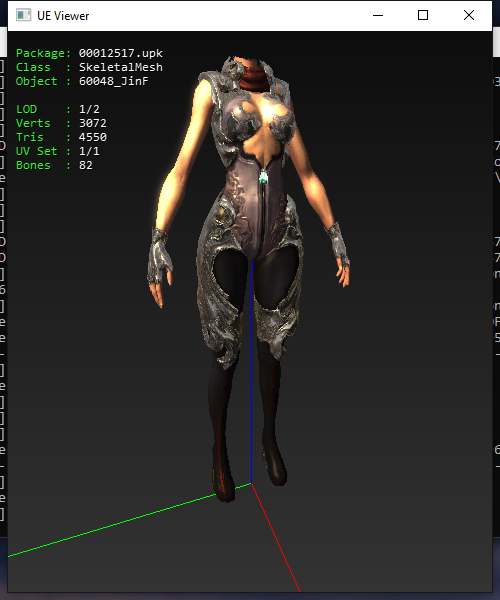 UE Viewer
Package: 00012517.upk
Class : SkeletalMesh
Object : 60048_JinF
LOD : 1/2
Verts : 3072
Tris : 4550
UV Set : 1/1
Bones : 82